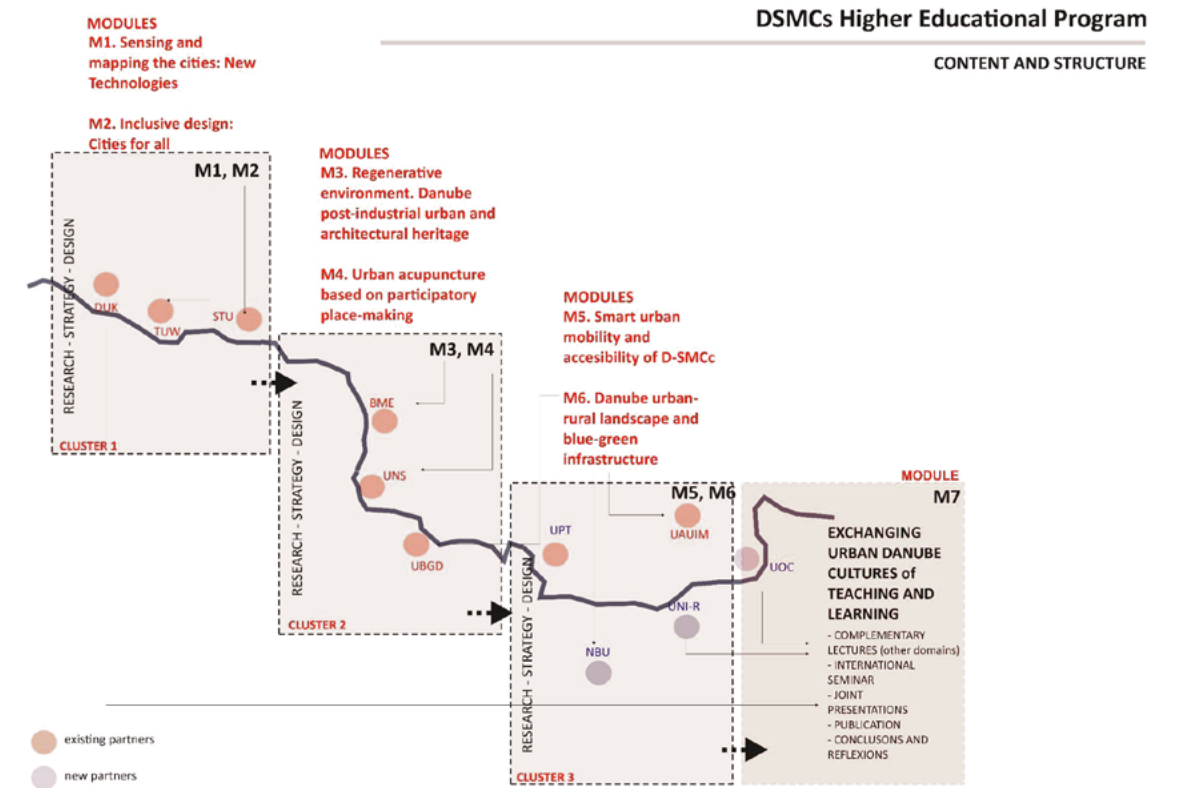 DSMCs Higher Educational Program
CONTENT AND STRUCTURE
MODULES
M1. Sensing and
mapping the cities: New
Technologies
M2. Inclusive design:
Cities for all
M1, M2
RESEARCH - STRATEGY - DESIGN
DUK
TUW
STU
CLUSTER 1
MODULES
M3. Regenerative
environment. Danube
post-industrial urban and
architectural heritage
M4. Urban acupuncture
based on participatory
place-making
M3, M4
RESEARCH - STRATEGY - DESIGN
BME
UNS
UBGD
CLUSTER 2
MODULES
M5. Smart urban
mobility and
accesibility of D-SMCc
M6. Danube urban-
rural landscape and
blue-green
infrastructure
M5, M6
RESEARCH - STRATEGY - DESIGN
UPT
UAUIM
UNI-R
NBU
CLUSTER 3
MODULE
M7
UOC
EXCHANGING
URBAN DANUBE
CULTURES of
TEACHING AND
LEARNING
- COMPLEMENTARY
LECTURES (other domains)
- INTERNATIONAL
SEMINAR
- JOINT
PRESENTATIONS
- PUBLICATION
- CONCLUSONS AND
REFLEXIONS
existing partners
new partners